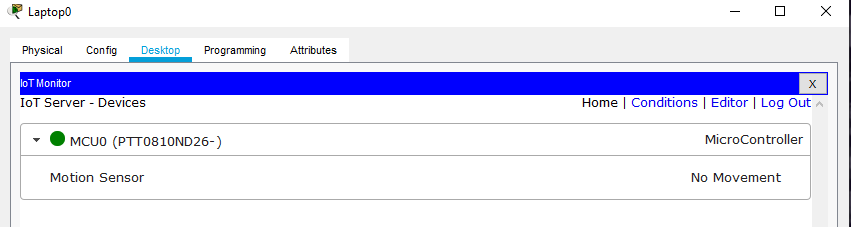 Laptop0
Physical Config Desktop Programming Attributes
IoT Monitor X
IoT Server - Devices Home | Conditions | Editor | Log Out
MCU0 (PTT0810ND26-) MicroController
Motion Sensor No Movement